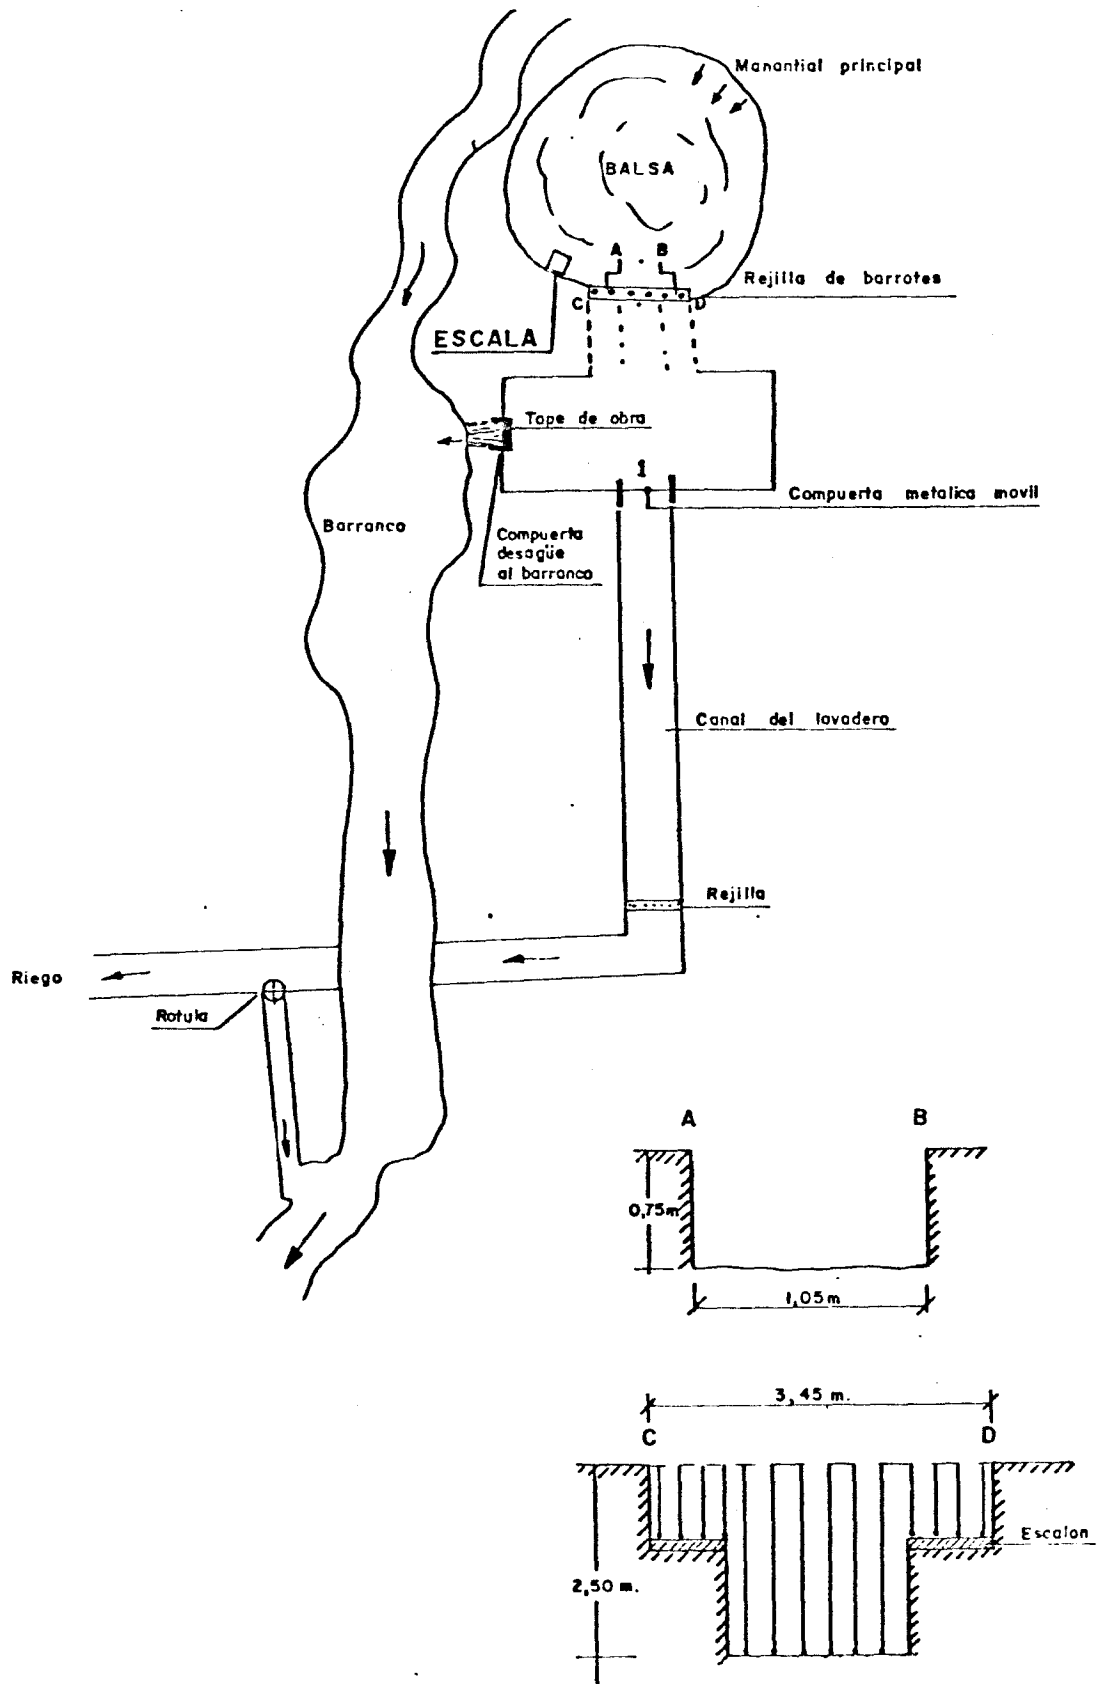 Manantial principal
BALSA
A B
Rejilla de barrotes
C D
ESCALA
Tape de obra
1
Compuerta metalica movil
Barranco
Compuerta
desagüe
al barranco
Canal del lavadero
Rejilla
Riego
Rotula
A B
0,75m
1,05m
3,45 m.
C D
Escalon
2,50 m.